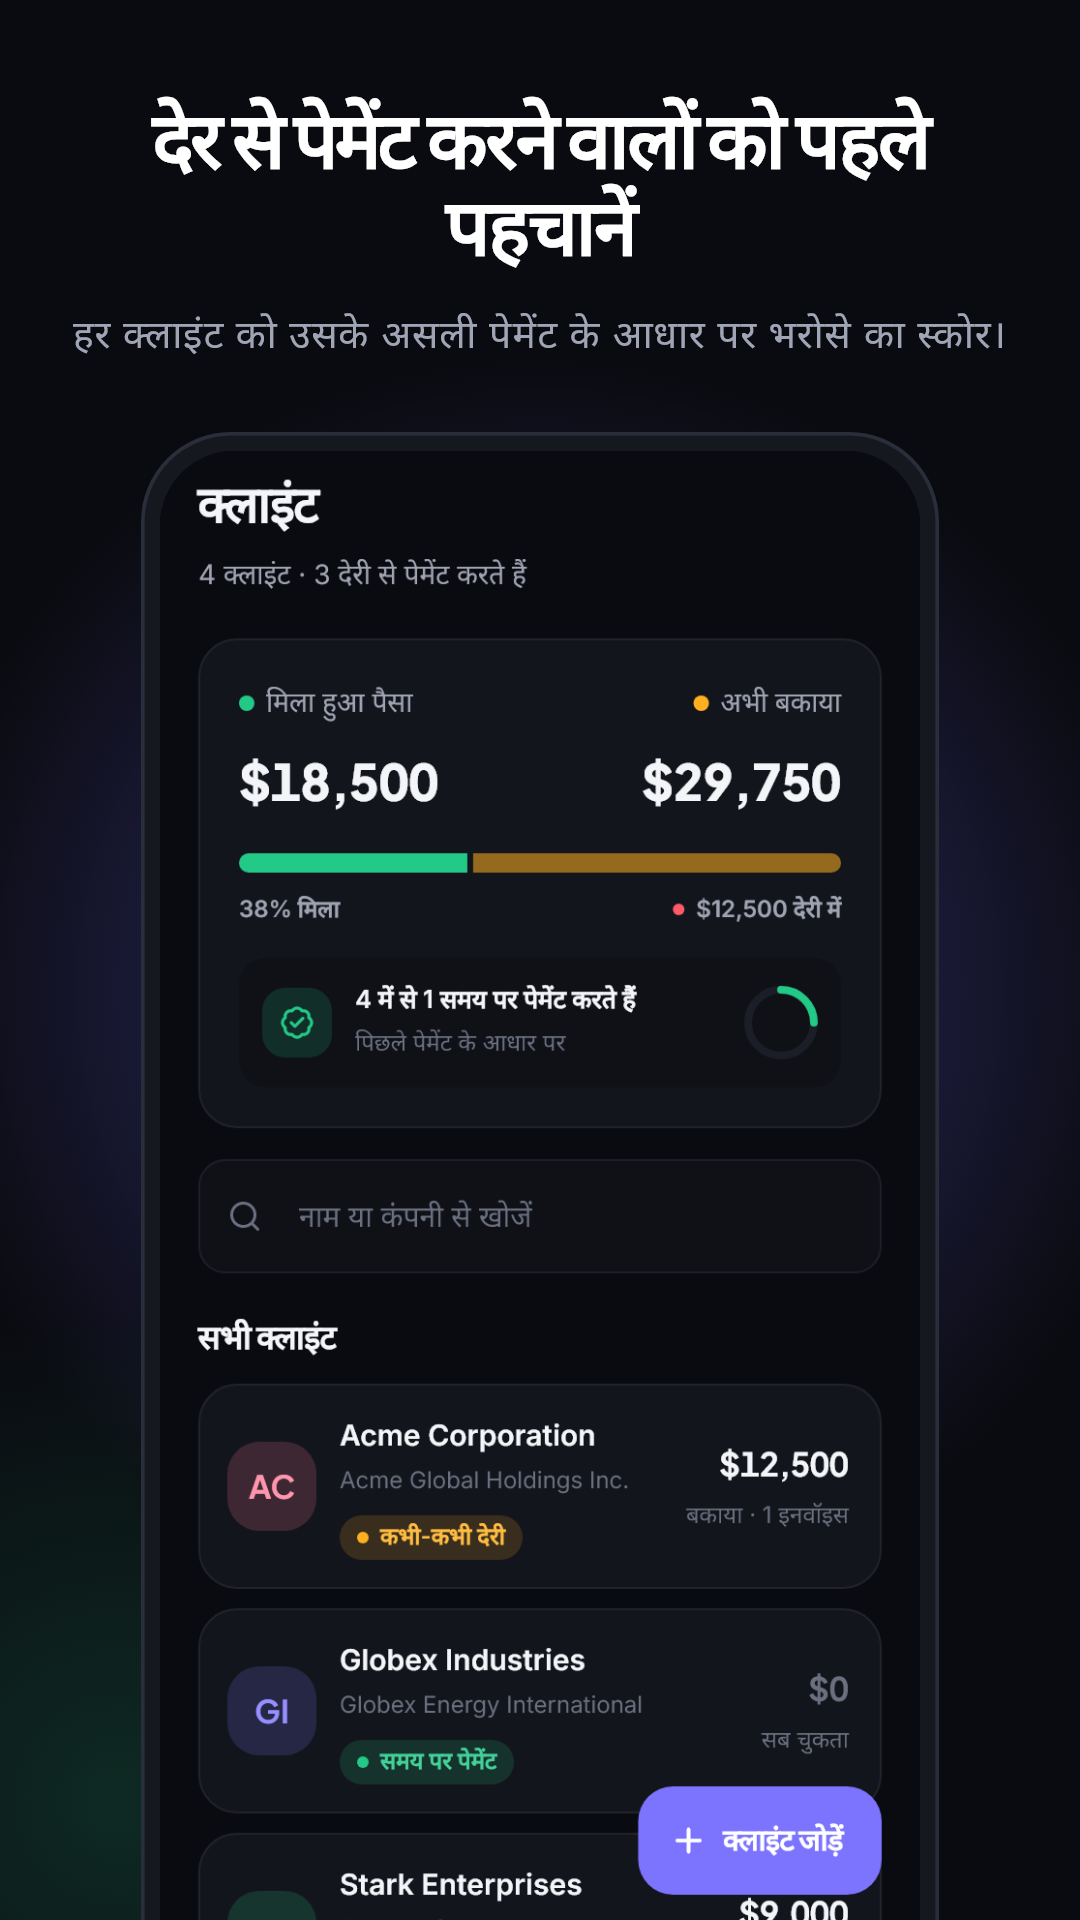 देर से पेमेंट करने वालों को पहले
पहचानें
हर क्लाइंट को उसके असली पेमेंट के आधार पर भरोसे का स्कोर।
क्लाइंट
4 क्लाइंट · 3 देरी से पेमेंट करते हैं
मिला हुआ पैसा
अभी बकाया
$18,500
$29,750
38% मिला
$12,500 देरी में
4 में से 1 समय पर पेमेंट करते हैं
पिछले पेमेंट के आधार पर
नाम या कंपनी से खोजें
सभी क्लाइंट
AC
Acme Corporation
Acme Global Holdings Inc.
कभी-कभी देरी
$12,500
बकाया · 1 इनवॉइस
GI
Globex Industries
Globex Energy International
समय पर पेमेंट
$0
सब चुकता
+ क्लाइंट जोड़ें
Stark Enterprises
$9,000